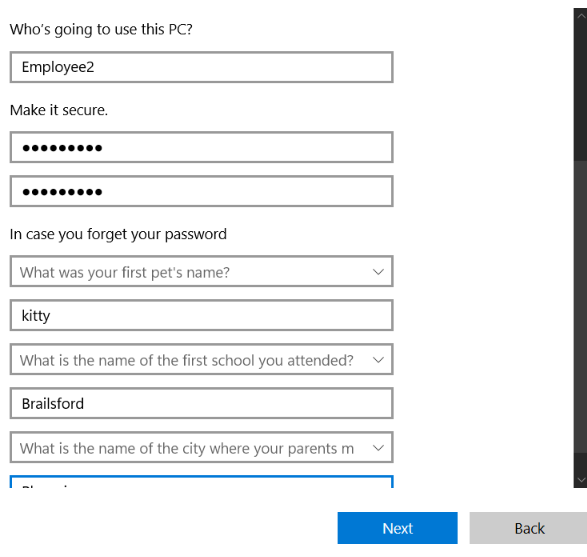 Who's going to use this PC?
Employee2
Make it secure.
●●●●●●●●●
●●●●●●●●●
In case you forget your password
What was your first pet's name?
kitty
What is the name of the first school you attended?
Brailsford
What is the name of the city where your parents m
Next
Back